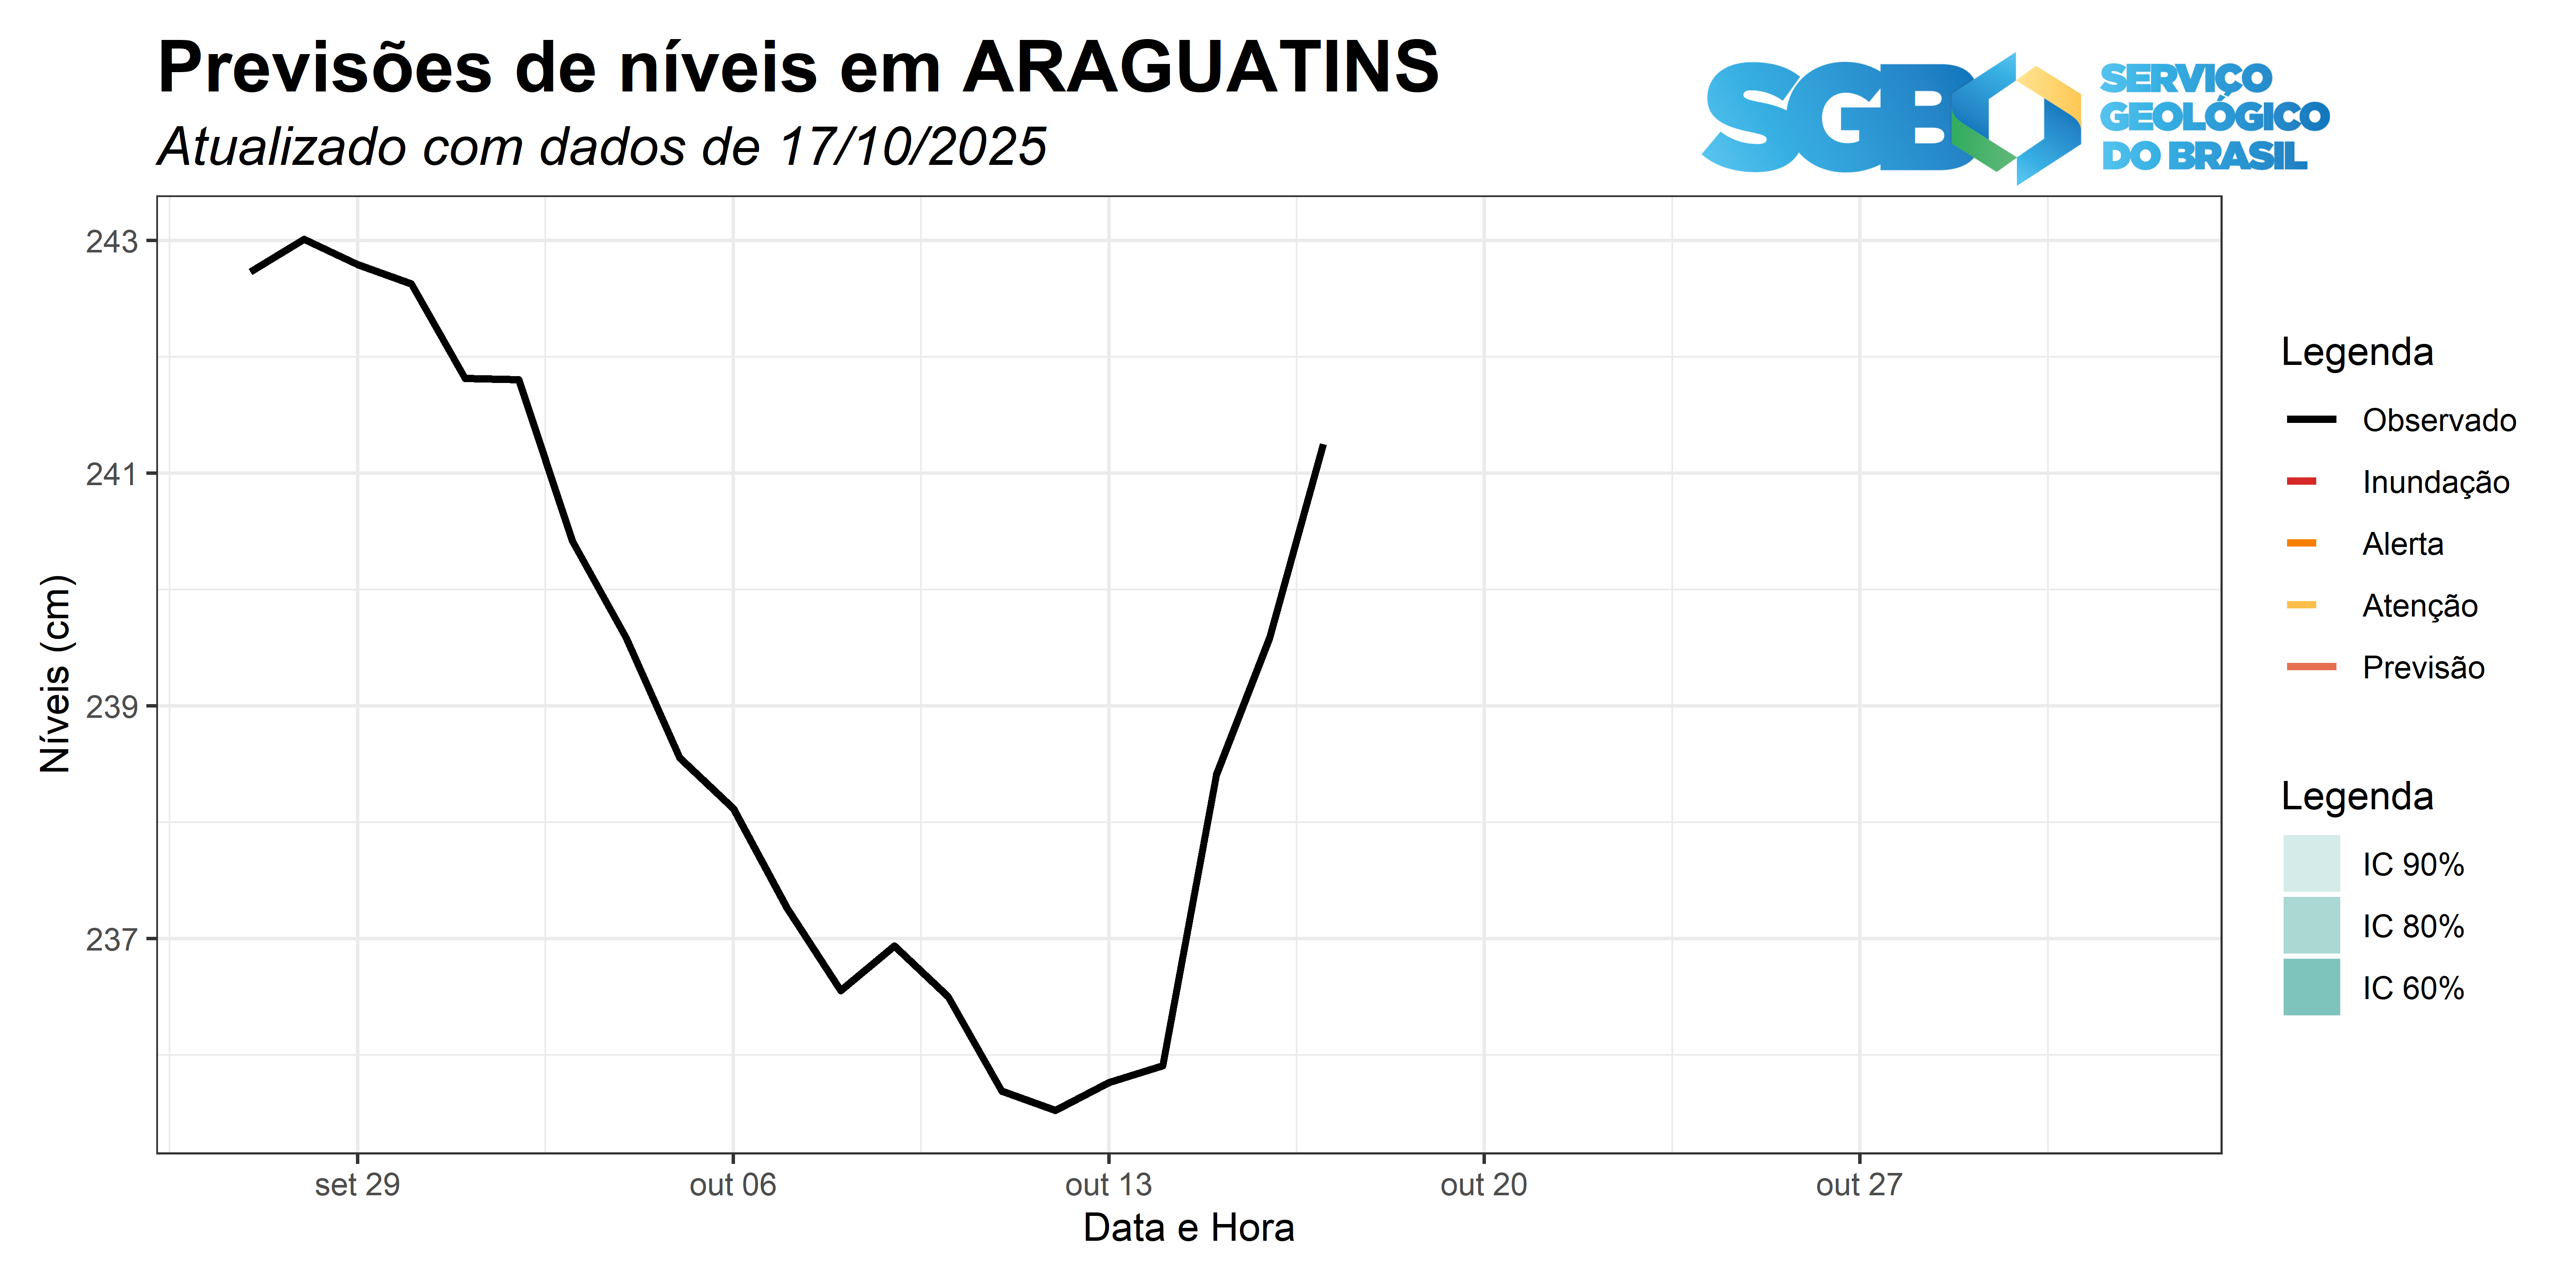 Previsões de níveis em ARAGUATINS
Atualizado com dados de 17/10/2025
SGB
SERVIÇO
GEOLÓGICO
DO BRASIL
243
241
239
237
Níveis (cm)
set 29
out 06
out 13
out 20
out 27
Data e Hora
Legenda
Observado
Inundação
Alerta
Atenção
Previsão
Legenda
IC 90%
IC 80%
IC 60%